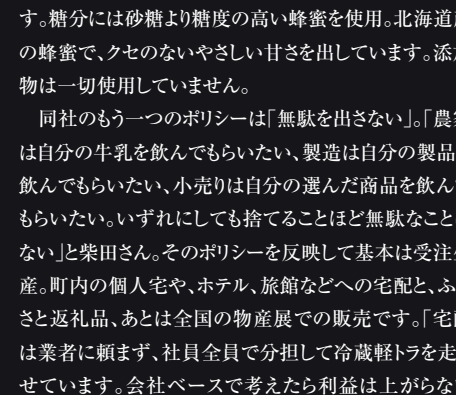 す。糖分には砂糖より糖度の高い蜂蜜を使用。北海道
の蜂蜜で、クセのないやさしい甘さを出しています。添
物は一切使用していません。
同社のもう一つのポリシーは「無駄を出さない」。「農
は自分の牛乳を飲んでもらいたい、製造は自分の製品
飲んでもらいたい、小売りは自分の選んだ商品を飲ん
もらいたい。いずれにしても捨てることほど無駄なこと
ない」と柴田さん。そのポリシーを反映して基本は受注
産。町内の個人宅や、ホテル、旅館などへの宅配と、ふ
さと返礼品、あとは全国の物産展での販売です。「宅
は業者に頼まず、社員全員で分担して冷蔵軽トラを走
せています。会社ベースで考えたら利益は上がらな